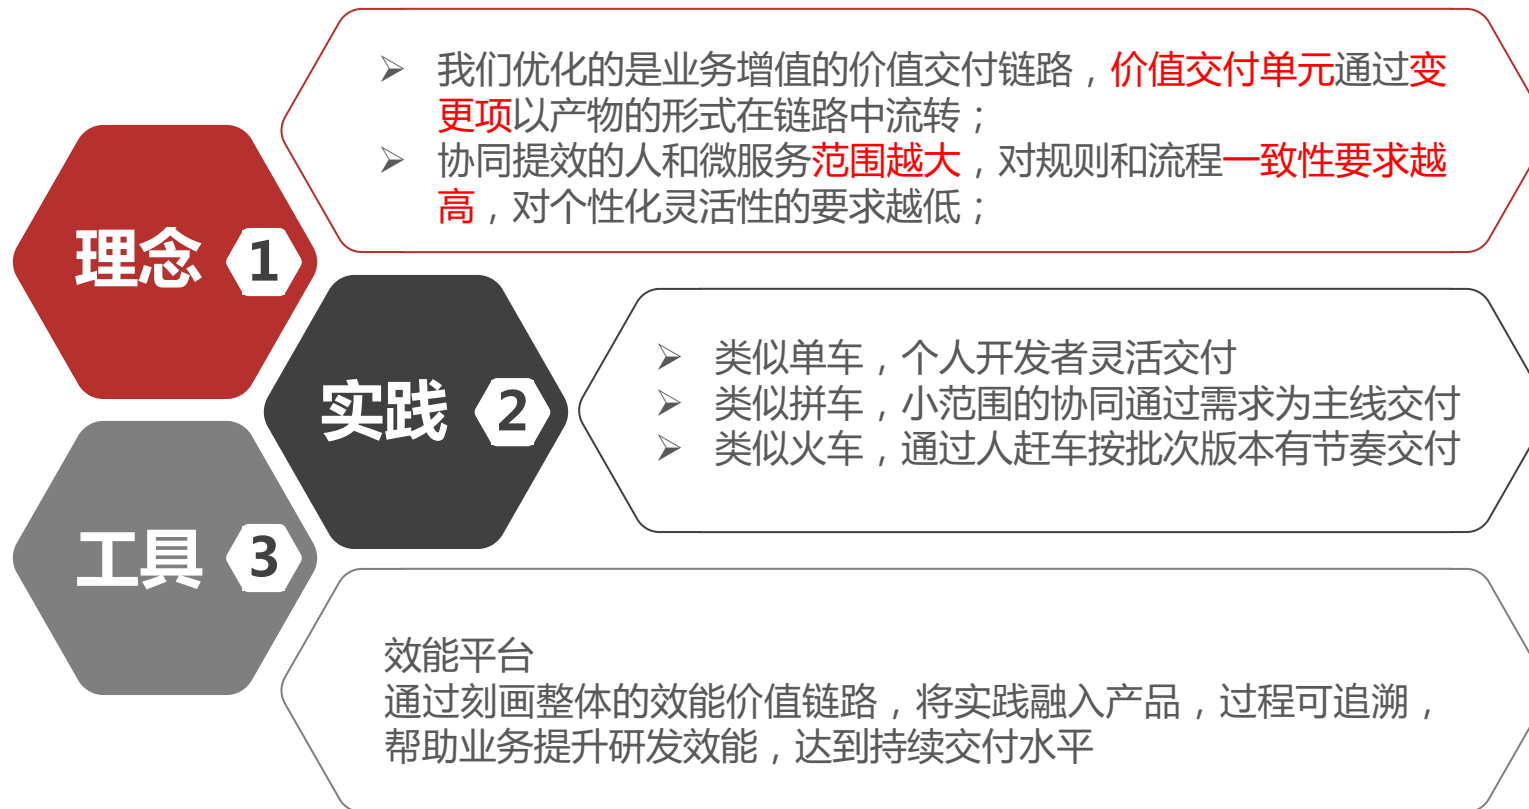 理念 1
➢ 我们优化的是业务增值的价值交付链路，价值交付单元通过变
更项以产物的形式在链路中流转；
➢ 协同提效的人和微服务范围越大，对规则和流程一致性要求越
高，对个性化灵活性的要求越低；
实践 2
➢ 类似单车，个人开发者灵活交付
➢ 类似拼车，小范围的协同通过需求为主线交付
➢ 类似火车，通过人赶车按批次版本有节奏交付
工具 3
效能平台
通过刻画整体的效能价值链路，将实践融入产品，过程可追溯，
帮助业务提升研发效能，达到持续交付水平